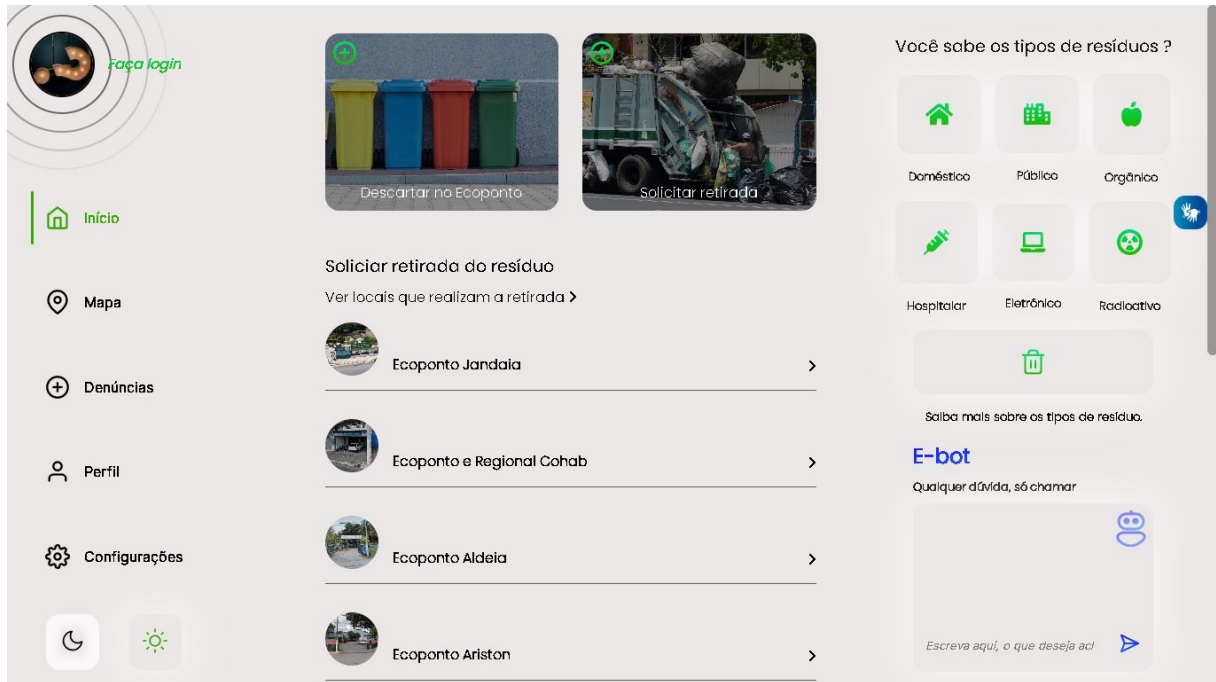 Faça login
Início
Mapa
Denúncias
Perfil
Configurações
Descartar no Ecoponto
Solicitar retirada
Soliciar retirada do resíduo
Ver locais que realizam a retirada >
Ecoponto Jandaia
Ecoponto e Regional Cohab
Ecoponto Aldeia
Ecoponto Ariston
Você sabe os tipos de resíduos ?
Doméstico
Público
Orgânico
Hospitalar
Eletrônico
Radioativo
Saiba mais sobre os tipos de resíduo.
E-bot
Qualquer dúvida, só chamar
Escreva aqui, o que deseja acl